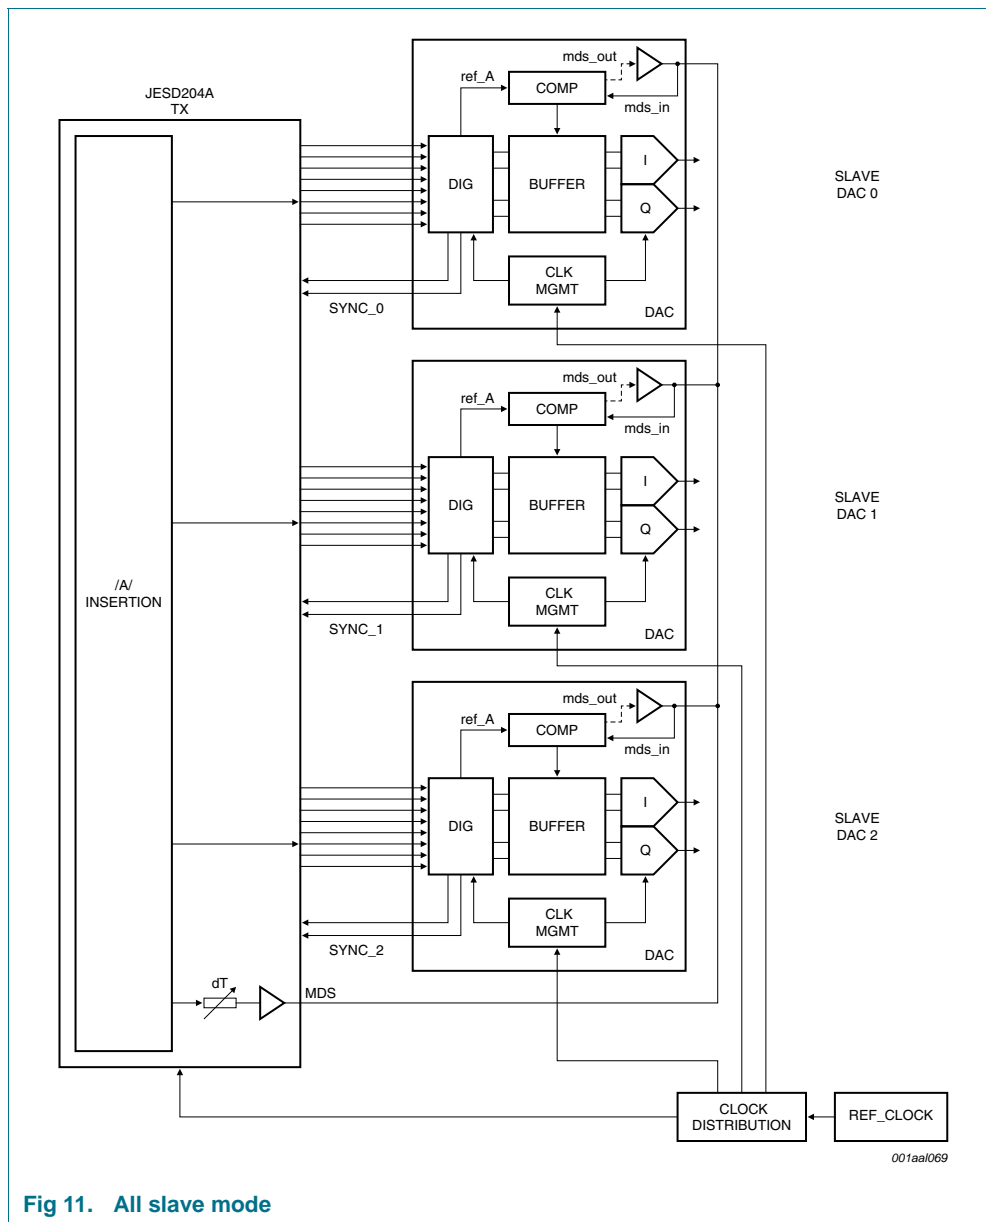 JESD204A
TX
/A/
INSERTION
mds_out
ref_A
COMP
mds_in
DIG
BUFFER
I
Q
CLK
MGMT
SYNC_0
DAC
SLAVE
DAC 0
mds_out
ref_A
COMP
mds_in
DIG
BUFFER
I
Q
CLK
MGMT
SYNC_1
DAC
SLAVE
DAC 1
mds_out
ref_A
COMP
mds_in
DIG
BUFFER
I
Q
CLK
MGMT
SYNC_2
DAC
SLAVE
DAC 2
dT
MDS
CLOCK
DISTRIBUTION
REF_CLOCK
001aal069
Fig 11. All slave mode